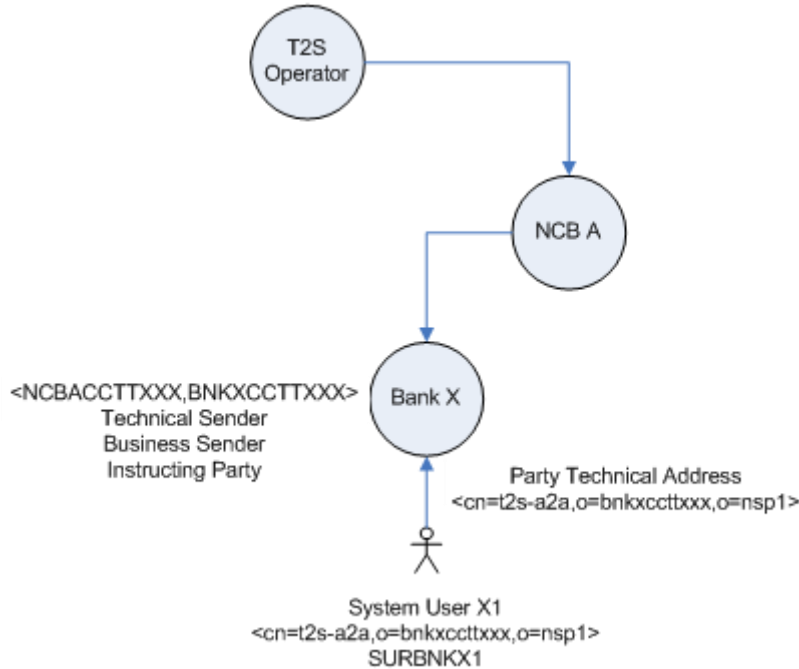 T2S
Operator
NCB A
Bank X
<NCBACCTTXXX,BNKXCCTTXXX>
Technical Sender
Business Sender
Instructing Party
Party Technical Address
<cn=t2s-a2a,o=bnkxccttxxx,o=nsp1>
System User X1
<cn=t2s-a2a,o=bnkxccttxxx,o=nsp1>
SURBNKX1